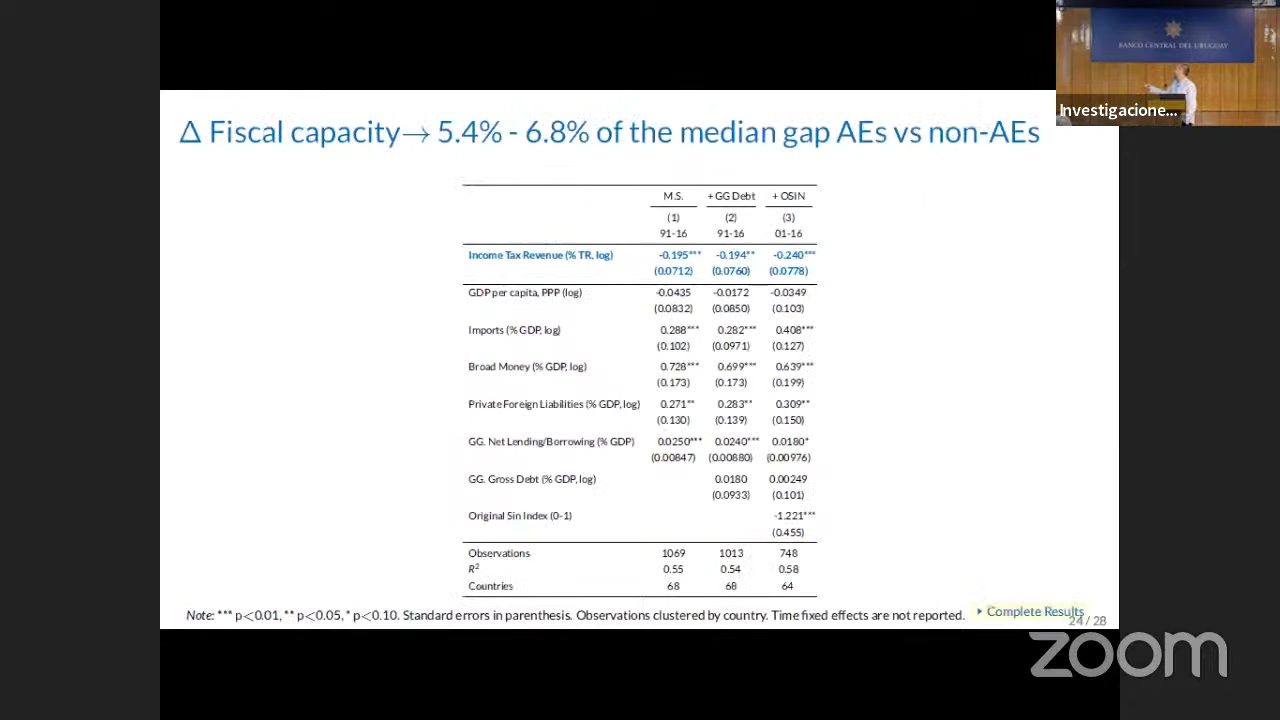 BANCO CENTRAL DEL URUGUAY
Investigacione...
Δ Fiscal capacity→ 5.4% - 6.8% of the median gap AEs vs non-AEs
M.S. + GG Debt + OSIN
(1) (2) (3)
91-16 91-16 01-16
Income Tax Revenue (% TR, log) -0.195*** -0.194** -0.240***
(0.0712) (0.0760) (0.0778)
GDP per capita, PPP (log) -0.0435 -0.0172 -0.0349
(0.0832) (0.0850) (0.103)
Imports (% GDP, log) 0.288*** 0.282*** 0.408***
(0.102) (0.0971) (0.127)
Broad Money (% GDP, log) 0.728*** 0.699*** 0.639***
(0.173) (0.173) (0.199)
Private Foreign Liabilities (% GDP, log) 0.271** 0.283** 0.309**
(0.130) (0.139) (0.150)
GG. Net Lending/Borrowing (% GDP) 0.0250*** 0.0240*** 0.0180*
(0.00847) (0.00880) (0.00976)
GG. Gross Debt (% GDP, log) 0.0180 0.00249
(0.0933) (0.101)
Original Sin Index (0-1) -1.221***
(0.455)
Observations 1069 1013 748
R² 0.55 0.54 0.58
Countries 68 68 64
Note: *** p<0.01, ** p<0.05, * p<0.10. Standard errors in parenthesis. Observations clustered by country. Time fixed effects are not reported.
Complete Results
24 / 28
zoom